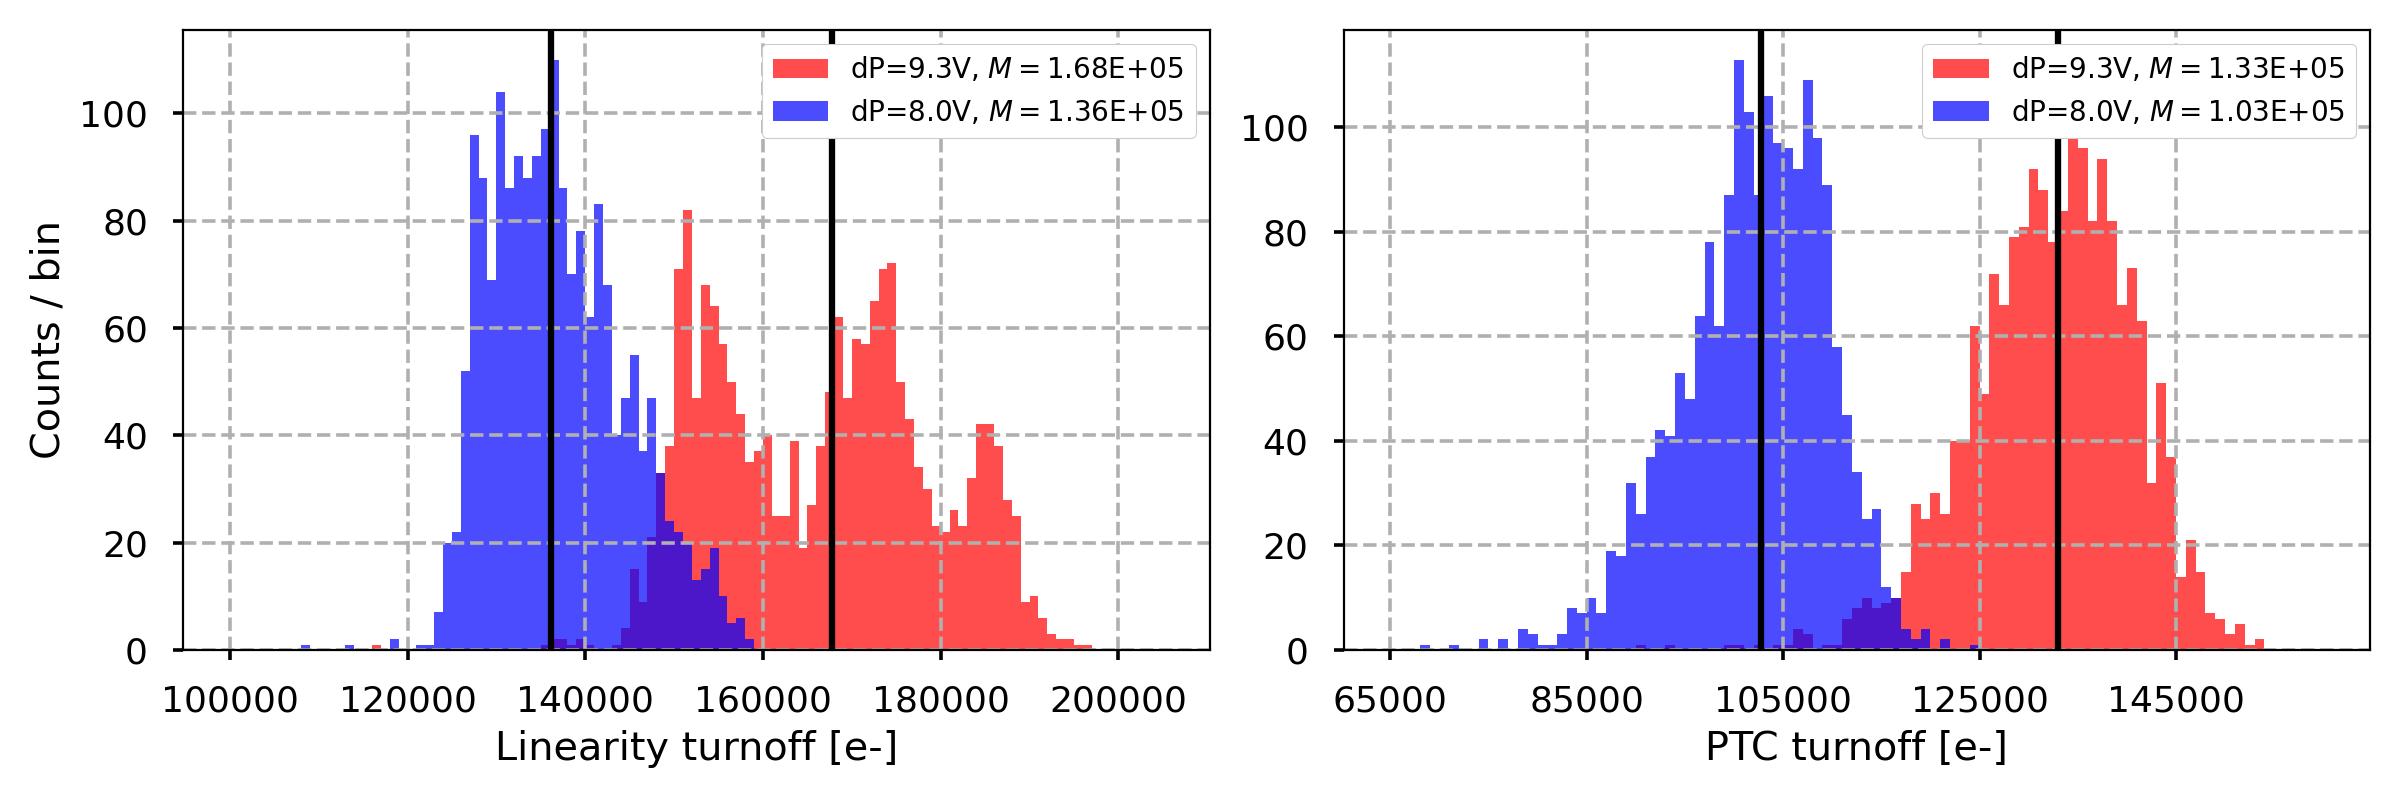 dP=9.3V, M = 1.68E+05
dP=8.0V, M = 1.36E+05
Counts / bin
100
80
60
40
20
0
100000 120000 140000 160000 180000 200000
Linearity turnoff [e-]
dP=9.3V, M = 1.33E+05
dP=8.0V, M = 1.03E+05
100
80
60
40
20
0
65000 85000 105000 125000 145000
PTC turnoff [e-]